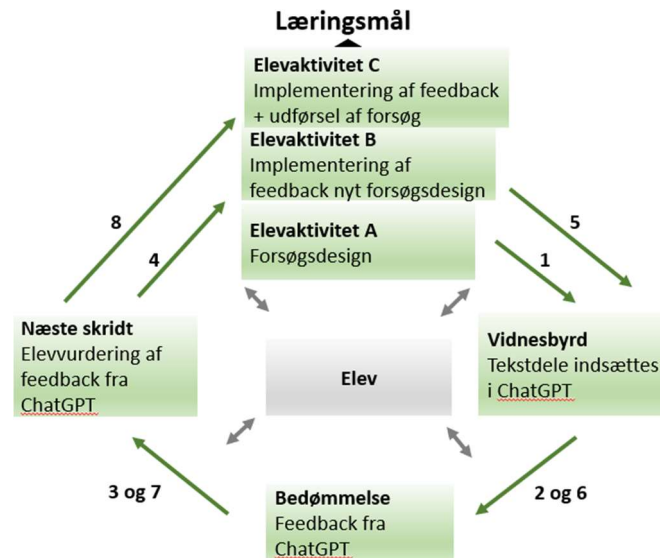 Læringsmål
Elevaktivitet C
Implementering af feedback
+ udførsel af forsøg
Elevaktivitet B
Implementering af
feedback nyt forsøgsdesign
Elevaktivitet A
Forsøgsdesign
8
4
5
1
Næste skridt
Elevvurdering af
feedback fra
ChatGPT
Elev
Vidnesbyrd
Tekstdele indsættes
i ChatGPT
3 og 7
2 og 6
Bedømmelse
Feedback fra
ChatGPT